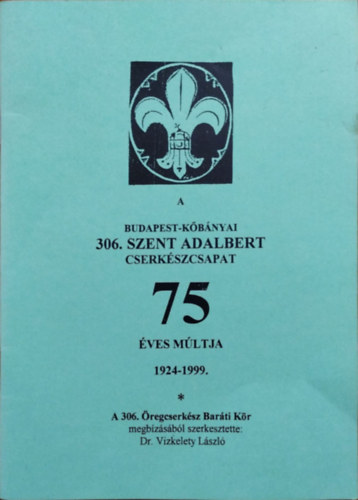 A
BUDAPEST-KŐBÁNYAI
306. SZENT ADALBERT
CSERKÉSZCSAPAT
75
ÉVES MÚLTJA
1924-1999.
*
A 306. Öregcserkész Baráti Kör
megbízásából szerkesztette:
Dr. Vizkelety László